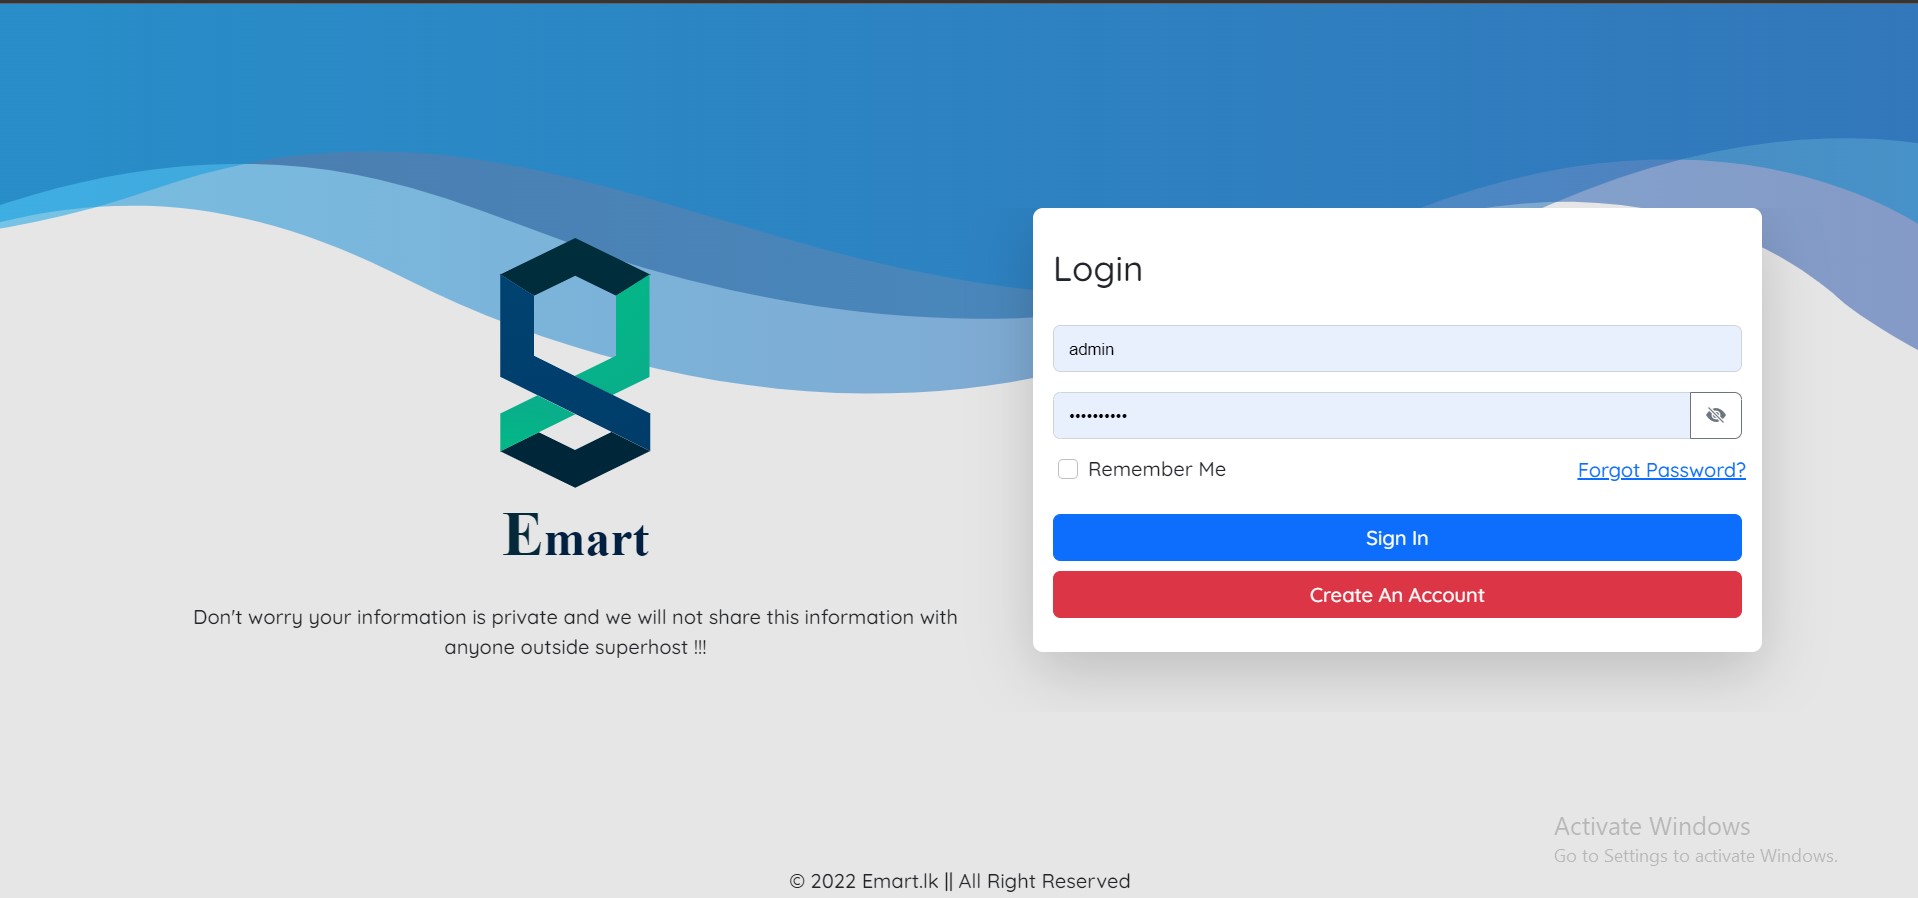 Login
admin
••••••••••
Remember Me
Forgot Password?
Sign In
Create An Account
Emart
Don't worry your information is private and we will not share this information with
anyone outside superhost !!!
Activate Windows
Go to Settings to activate Windows.
© 2022 Emart.lk || All Right Reserved